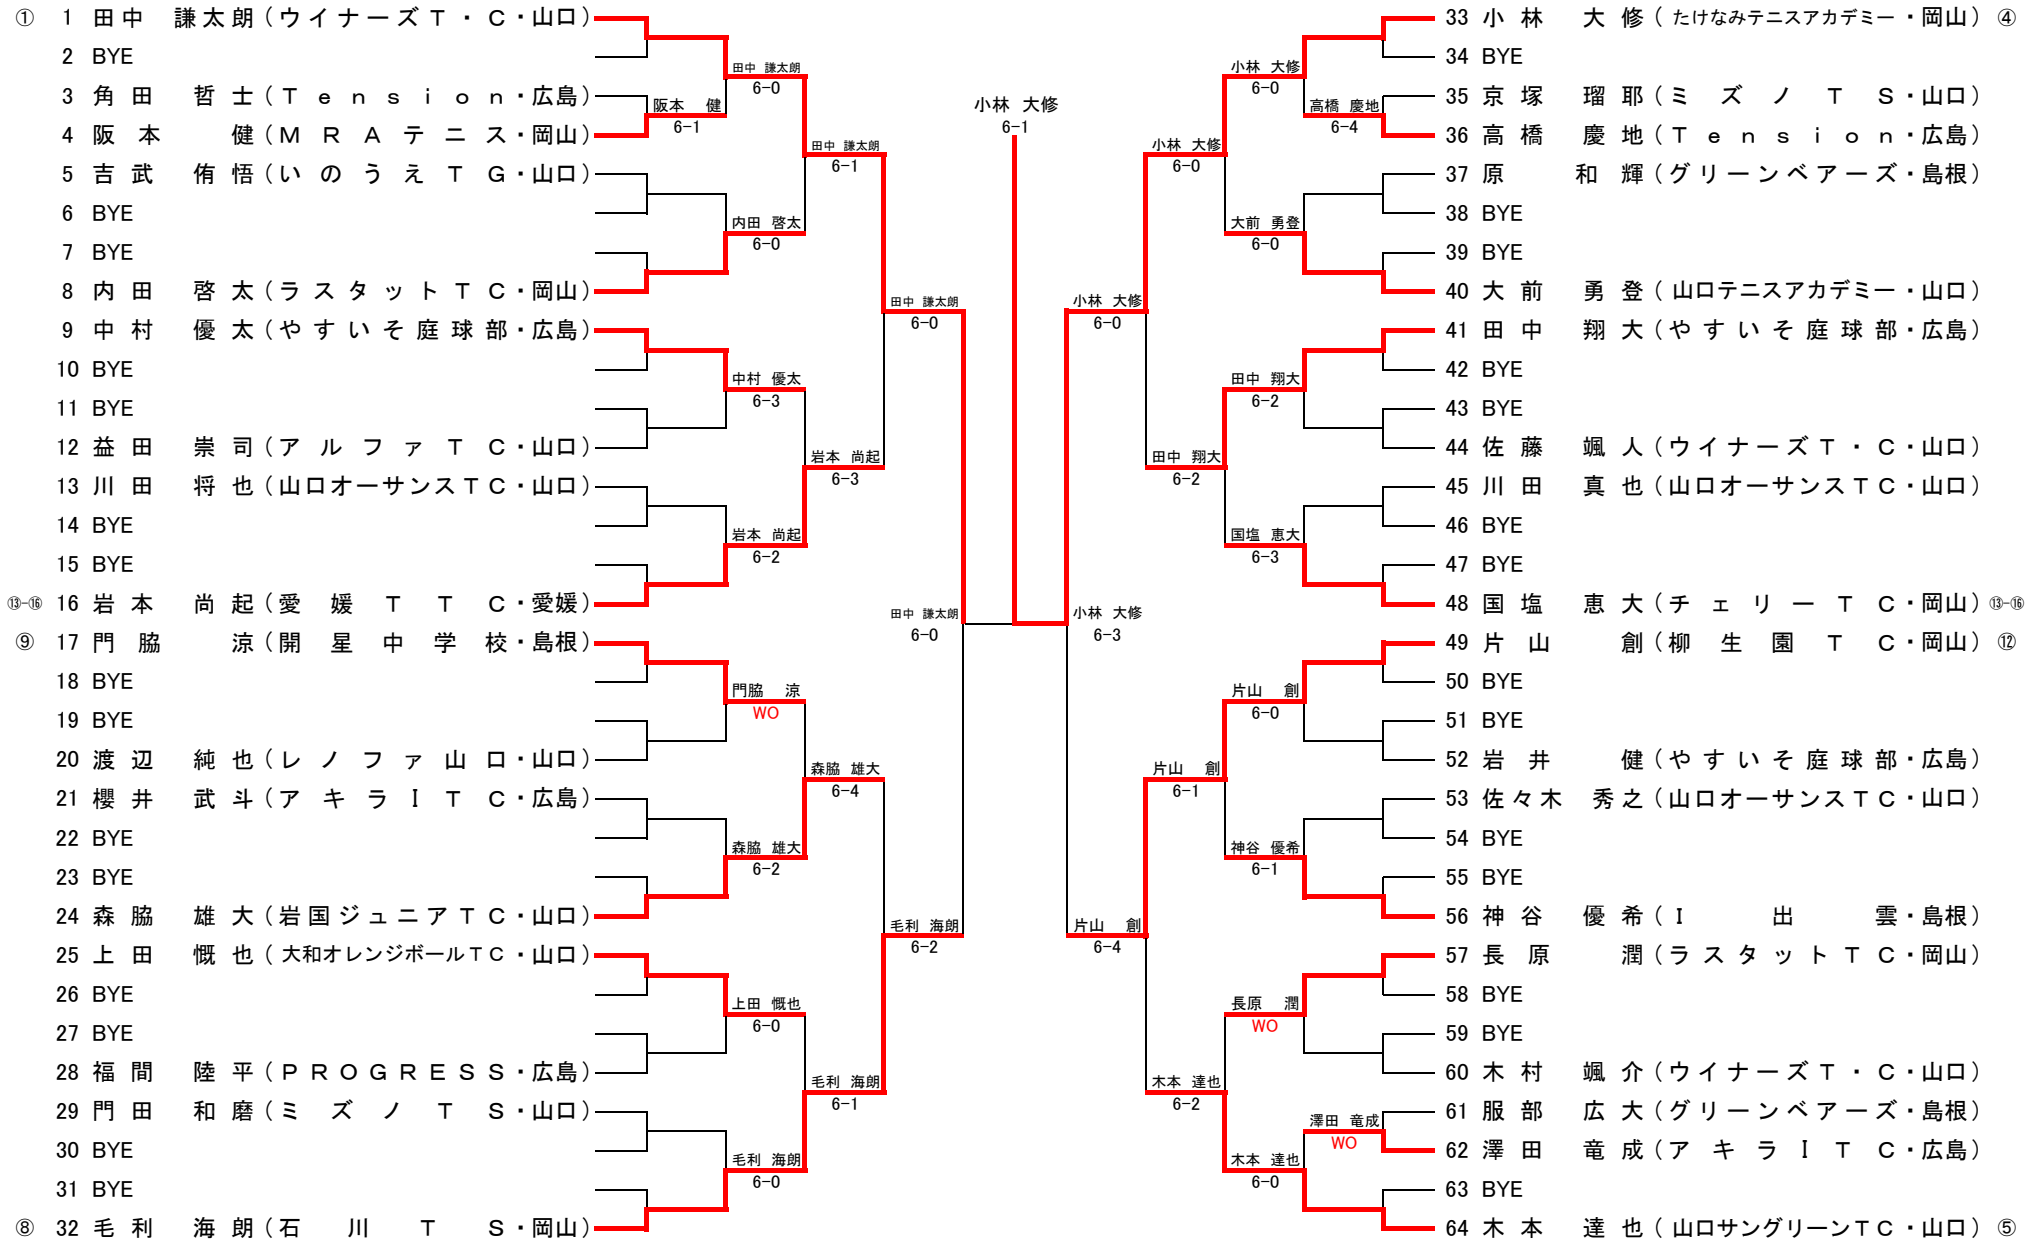 ① 1 田中 謙太朗 (ウイナーズT・C・山口)
2 BYE
3 角田 哲士 (Tension・広島)
4 阪本 健 (MRAテニス・岡山)
5 吉武 侑悟 (いのうえTG・山口)
6 BYE
7 BYE
8 内田 啓太 (ラスタットTC・岡山)
9 中村 優太 (やすいそ庭球部・広島)
10 BYE
11 BYE
12 益田 崇司 (アルファTC・山口)
13 川田 将也 (山口オーサンスTC・山口)
14 BYE
15 BYE
⑬-⑯ 16 岩本 尚起 (愛媛TTC・愛媛)
⑨ 17 門脇 涼 (開星中学校・島根)
18 BYE
19 BYE
20 渡辺 純也 (レノファ山口・山口)
21 櫻井 武斗 (アキラITC・広島)
22 BYE
23 BYE
24 森脇 雄大 (岩国ジュニアTC・山口)
25 上田 慨也 (大和オレンジボールTC・山口)
26 BYE
27 BYE
28 福間 陸平 (PROGRESS・広島)
29 門田 和磨 (ミズノTS・山口)
30 BYE
31 BYE
⑧ 32 毛利 海朗 (石川TS・岡山)
阪本 健
6-1
田中 謙太朗
6-0
内田 啓太
6-0
中村 優太
6-3
岩本 尚起
6-2
門脇 涼
WO
森脇 雄大
6-2
上田 慨也
6-0
毛利 海朗
6-0
田中 謙太朗
6-1
岩本 尚起
6-3
森脇 雄大
6-4
毛利 海朗
6-1
田中 謙太朗
6-0
毛利 海朗
6-2
田中 謙太朗
6-0
小林 大修
6-1
小林 大修
6-3
小林 大修
6-0
片山 創
6-4
小林 大修
6-0
田中 翔大
6-2
片山 創
6-1
木本 達也
6-2
小林 大修
6-0
大前 勇登
6-0
田中 翔大
6-2
国塩 恵大
6-3
片山 創
6-0
神谷 優希
6-1
長原 潤
WO
木本 達也
6-0
高橋 慶地
6-4
澤田 竜成
WO
33 小林 大修 (たけなみテニスアカデミー・岡山) ④
34 BYE
35 京塚 瑠耶 (ミズノTS・山口)
36 高橋 慶地 (Tension・広島)
37 原 和輝 (グリーンベアーズ・島根)
38 BYE
39 BYE
40 大前 勇登 (山口テニスアカデミー・山口)
41 田中 翔大 (やすいそ庭球部・広島)
42 BYE
43 BYE
44 佐藤 颯人 (ウイナーズT・C・山口)
45 川田 真也 (山口オーサンスTC・山口)
46 BYE
47 BYE
48 国塩 恵大 (チェリーTC・岡山) ⑬-⑯
49 片山 創 (柳生園TC・岡山) ⑫
50 BYE
51 BYE
52 岩井 健 (やすいそ庭球部・広島)
53 佐々木 秀之 (山口オーサンスTC・山口)
54 BYE
55 BYE
56 神谷 優希 (I出雲・島根)
57 長原 潤 (ラスタットTC・岡山)
58 BYE
59 BYE
60 木村 颯介 (ウイナーズT・C・山口)
61 服部 広大 (グリーンベアーズ・島根)
62 澤田 竜成 (アキラITC・広島)
63 BYE
64 木本 達也 (山口サングリーンTC・山口) ⑤